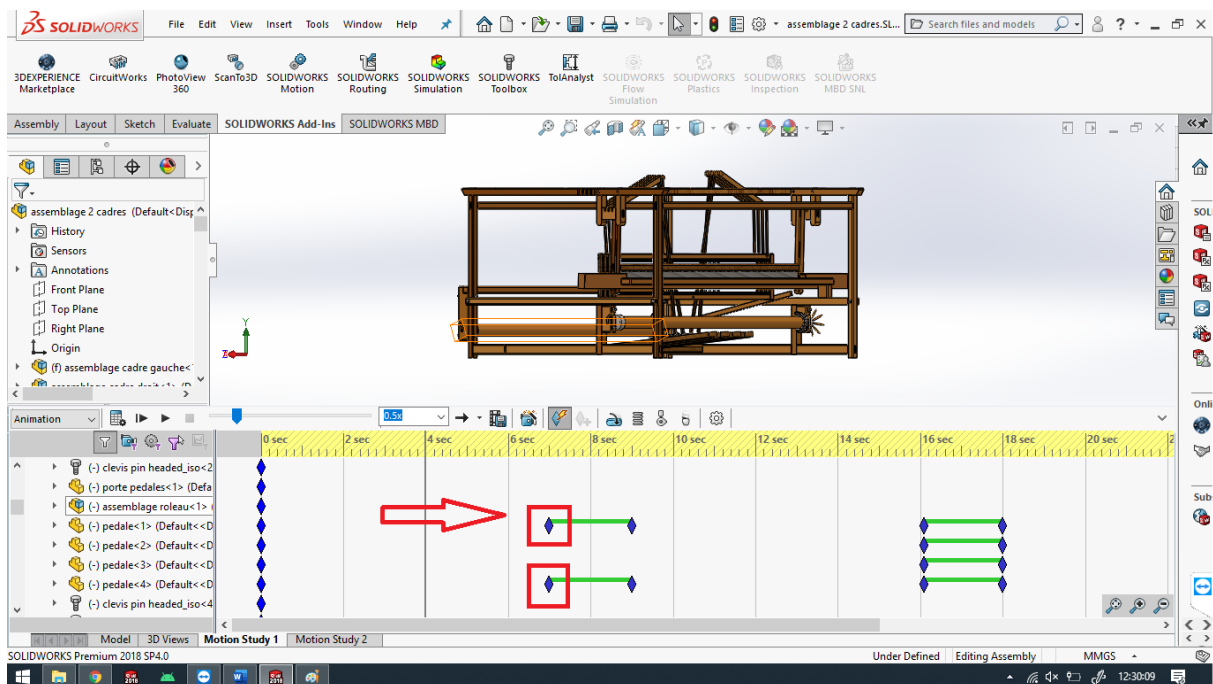 SOLIDWORKS File Edit View Insert Tools Window Help assemblage 2 cadres.SL... Search files and models ?
3DEXPERIENCE Marketplace
CircuitWorks
PhotoView 360
ScanTo3D
SOLIDWORKS Motion
SOLIDWORKS Routing
SOLIDWORKS Simulation
SOLIDWORKS Toolbox
TolAnalyst
SOLIDWORKS Flow Simulation
SOLIDWORKS Plastics
SOLIDWORKS Inspection
SOLIDWORKS MBD SNL
Assembly Layout Sketch Evaluate SOLIDWORKS Add-Ins SOLIDWORKS MBD
assemblage 2 cadres (Default<Disp
History
Sensors
Annotations
Front Plane
Top Plane
Right Plane
Origin
(f) assemblage cadre gauche<
Y
Z
SOL
Onli
Sub
Animation 0.5x
0 sec 2 sec 4 sec 6 sec 8 sec 10 sec 12 sec 14 sec 16 sec 18 sec 20 sec 2
(-) clevis pin headed_iso<2
(-) porte pedales<1> (Defa
(-) assemblage roleau<1> (
(-) pedale<1> (Default<<D
(-) pedale<2> (Default<<D
(-) pedale<3> (Default<<D
(-) pedale<4> (Default<<D
(-) clevis pin headed_iso<4
Model 3D Views Motion Study 1 Motion Study 2
SOLIDWORKS Premium 2018 SP4.0 Under Defined Editing Assembly MMGS
12:30:09